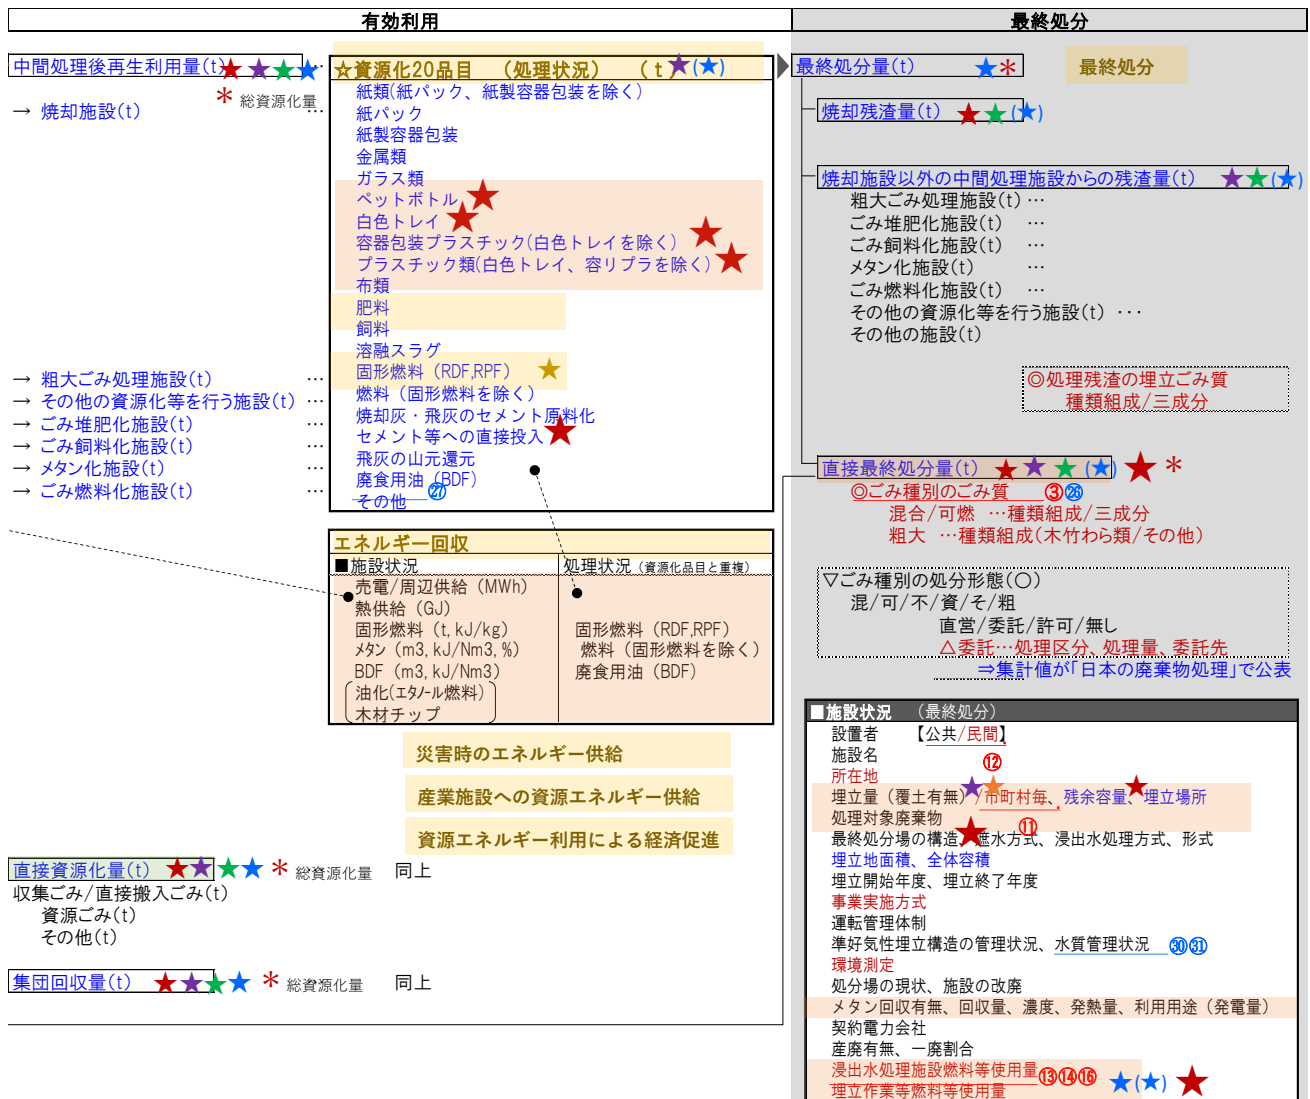 有効利用
最終処分
中間処理後再生利用量(t)★ ★★★ …
＊ 総資源化量
→ 焼却施設(t) …
☆資源化20品目 （処理状況） （ｔ）★(★)
紙類(紙パック、紙製容器包装を除く)
紙パック
紙製容器包装
金属類
ガラス類
ペットボトル ★
白色トレイ ★
容器包装プラスチック(白色トレイを除く) ★
プラスチック類(白色トレイ、容リプラを除く) ★
布類
肥料
飼料
溶融スラグ
固形燃料（RDF,RPF） ★
燃料（固形燃料を除く）
焼却灰・飛灰のセメント原料化
セメント等への直接投入 ★
飛灰の山元還元
廃食用油（BDF）
その他 ㉗
→ 粗大ごみ処理施設(t) …
→ その他の資源化等を行う施設(t) …
→ ごみ堆肥化施設(t) …
→ ごみ飼料化施設(t) …
→ メタン化施設(t) …
→ ごみ燃料化施設(t) …
エネルギー回収
■施設状況
処理状況（資源化品目と重複）
売電/周辺供給（MWh）
熱供給（GJ）
固形燃料（t, kJ/kg）
固形燃料（RDF,RPF）
メタン（m3, kJ/Nm3, %）
燃料（固形燃料を除く）
BDF（m3, kJ/Nm3）
廃食用油（BDF）
油化(エタノール燃料)
木材チップ
災害時のエネルギー供給
産業施設への資源エネルギー供給
資源エネルギー利用による経済促進
直接資源化量(t) ★★★★ ＊ 総資源化量 同上
収集ごみ/直接搬入ごみ(t)
資源ごみ(t)
その他(t)
集団回収量(t) ★★★★ ＊ 総資源化量 同上
最終処分量(t) ★＊
最終処分
焼却残渣量(t) ★★(★)
焼却施設以外の中間処理施設からの残渣量(t) ★★(★)
粗大ごみ処理施設(t) …
ごみ堆肥化施設(t) …
ごみ飼料化施設(t) …
メタン化施設(t) …
ごみ燃料化施設(t) …
その他の資源化等を行う施設(t) …
その他の施設(t)
◎処理残渣の埋立ごみ質
種類組成/三成分
直接最終処分量(t) ★ ★ ★ (★) ★ ＊
◎ごみ種別のごみ質 ③㉖
混合/可燃 …種類組成/三成分
粗大 …種類組成(木竹わら類/その他)
▽ごみ種別の処分形態(○)
混/可/不/資/そ/粗
直営/委託/許可/無し
△委託…処理区分、処理量、委託先
⇒集計値が「日本の廃棄物処理」で公表
■施設状況 （最終処分）
設置者 【公共/民間】
施設名
⑫
所在地
埋立量（覆土有無）/市町村毎、残余容量、埋立場所
処理対象廃棄物 ⑪
最終処分場の構造、遮水方式、浸出水処理方式、形式
埋立地面積、全体容積
埋立開始年度、埋立終了年度
事業実施方式
運転管理体制
準好気性埋立構造の管理状況、水質管理状況 ㉚㉛
環境測定
処分場の現状、施設の改廃
メタン回収有無、回収量、濃度、発熱量、利用用途（発電量）
契約電力会社
産廃有無、一廃割合
浸出水処理施設燃料等使用量⑬⑭⑯ ★(★) ★
埋立作業等燃料等使用量